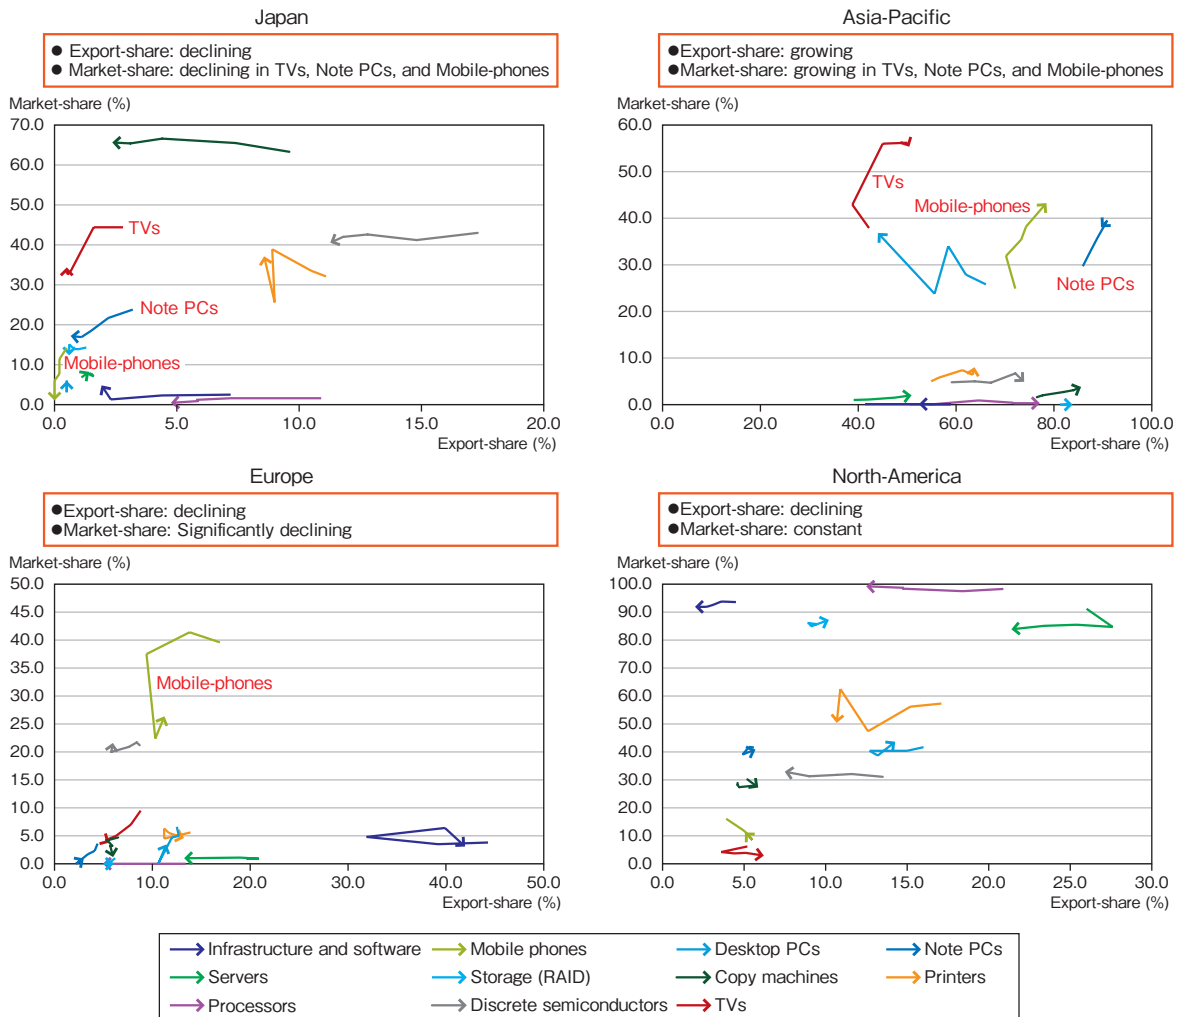 Japan
● Export-share: declining
● Market-share: declining in TVs, Note PCs, and Mobile-phones
Market-share (%)
70.0
60.0
50.0
40.0
30.0
20.0
10.0
0.0
TVs
Note PCs
Mobile-phones
0.0 5.0 10.0 15.0 20.0
Export-share (%)
Asia-Pacific
●Export-share: growing
●Market-share: growing in TVs, Note PCs, and Mobile-phones
Market-share (%)
60.0
50.0
40.0
30.0
20.0
10.0
0.0
TVs
Mobile-phones
Note PCs
0.0 20.0 40.0 60.0 80.0 100.0
Export-share (%)
Europe
●Export-share: declining
●Market-share: Significantly declining
Market-share (%)
50.0
45.0
40.0
35.0
30.0
25.0
20.0
15.0
10.0
5.0
0.0
Mobile-phones
0.0 10.0 20.0 30.0 40.0 50.0
Export-share (%)
North-America
●Export-share: declining
●Market-share: constant
Market-share (%)
100.0
90.0
80.0
70.0
60.0
50.0
40.0
30.0
20.0
10.0
0.0
0.0 5.0 10.0 15.0 20.0 25.0 30.0
Export-share (%)
Infrastructure and software Mobile phones Desktop PCs Note PCs
Servers Storage (RAID) Copy machines Printers
Processors Discrete semiconductors TVs